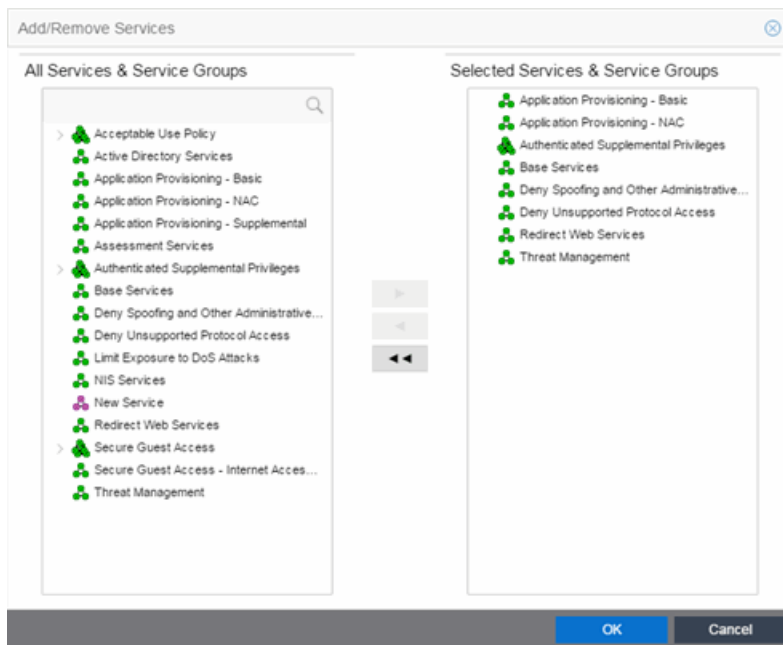 Add/Remove Services
All Services & Service Groups
Acceptable Use Policy
Active Directory Services
Application Provisioning - Basic
Application Provisioning - NAC
Application Provisioning - Supplemental
Assessment Services
Authenticated Supplemental Privileges
Base Services
Deny Spoofing and Other Administrative...
Deny Unsupported Protocol Access
Limit Exposure to DoS Attacks
NIS Services
New Service
Redirect Web Services
Secure Guest Access
Secure Guest Access - Internet Acces...
Threat Management
Selected Services & Service Groups
Application Provisioning - Basic
Application Provisioning - NAC
Authenticated Supplemental Privileges
Base Services
Deny Spoofing and Other Administrative...
Deny Unsupported Protocol Access
Redirect Web Services
Threat Management
OK
Cancel